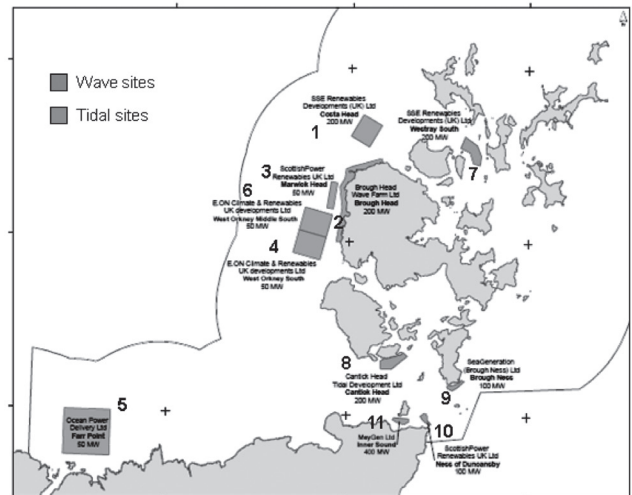 Wave sites
Tidal sites
SSE Renewables
Developments (UK) Ltd
Costa Head
200 MW
1
SSE Renewables
Developments (UK) Ltd
Westray South
200 MW
7
3
ScottishPower
Renewables UK Ltd
Marwick Head
50 MW
6
E.ON Climate & Renewables
UK developments Ltd
West Orkney Middle South
50 MW
2
Brough Head
Wave Farm Ltd
Brough Head
200 MW
4
E.ON Climate & Renewables
UK developments Ltd
West Orkney South
50 MW
8
Cantick Head
Tidal Development Ltd
Cantick Head
200 MW
SeaGeneration
(Brough Ness) Ltd
Brough Ness
100 MW
9
5
Ocean Power
Delivery Ltd
Farr Point
50 MW
11
MeyGen Ltd
Inner Sound
400 MW
10
ScottishPower
Renewables UK Ltd
Ness of Duncansby
100 MW